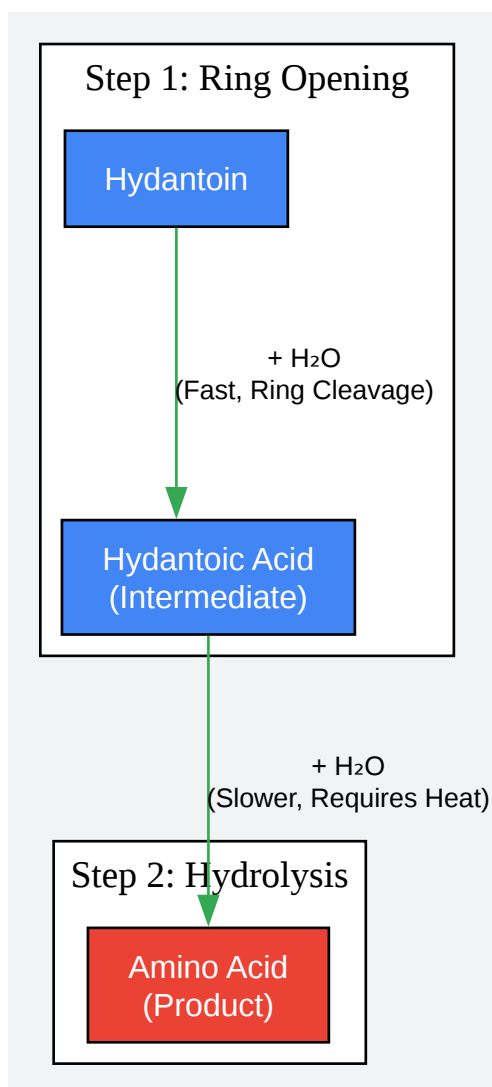 Step 1: Ring Opening
Hydantoin
+ H₂O
(Fast, Ring Cleavage)
Hydantoic Acid
(Intermediate)
+ H₂O
(Slower, Requires Heat)
Step 2: Hydrolysis
Amino Acid
(Product)